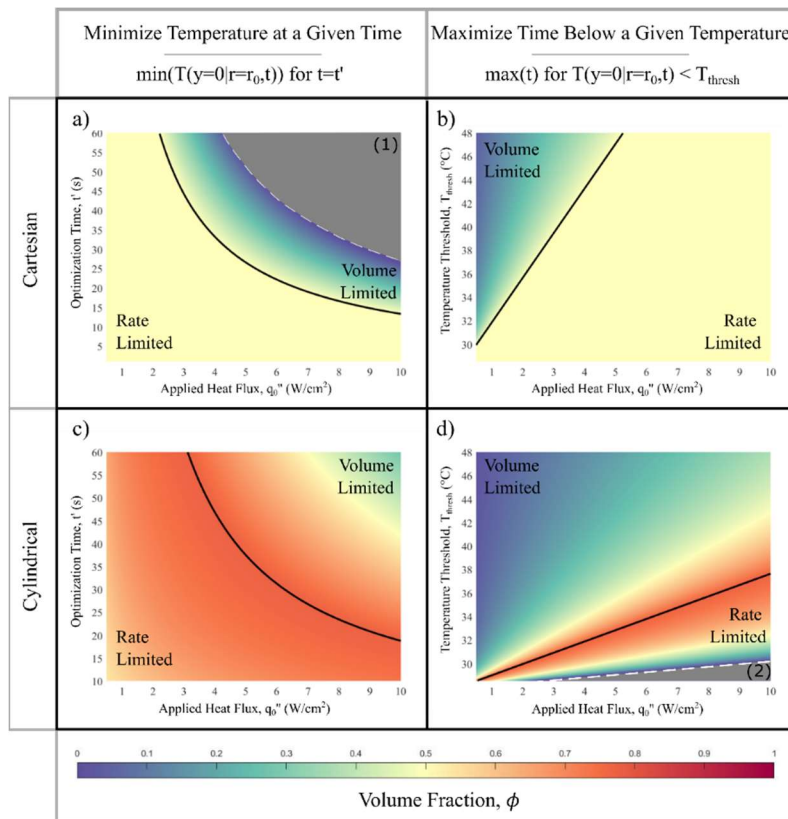 Minimize Temperature at a Given Time
min(T(y=0|r=r₀,t)) for t=t'
Maximize Time Below a Given Temperature
max(t) for T(y=0|r=r₀,t) < Tthresh
Cartesian
a)
Optimization Time, t' (s)
60
55
50
45
40
35
30
25
20
15
10
5
(1)
Volume
Limited
Rate
Limited
1 2 3 4 5 6 7 8 9 10
Applied Heat Flux, q₀" (W/cm²)
b)
Temperature Threshold, Tthresh (°C)
48
46
44
42
40
38
36
34
32
30
Volume
Limited
Rate
Limited
1 2 3 4 5 6 7 8 9 10
Applied Heat Flux, q₀" (W/cm²)
Cylindrical
c)
Optimization Time, t' (s)
60
55
50
45
40
35
30
25
20
15
10
Volume
Limited
Rate
Limited
1 2 3 4 5 6 7 8 9 10
Applied Heat Flux, q₀" (W/cm²)
d)
Temperature Threshold, Tthresh (°C)
48
46
44
42
40
38
36
34
32
30
Volume
Limited
Rate
Limited
(2)
1 2 3 4 5 6 7 8 9 10
Applied Heat Flux, q₀" (W/cm²)
0 0.1 0.2 0.3 0.4 0.5 0.6 0.7 0.8 0.9 1
Volume Fraction, ϕ